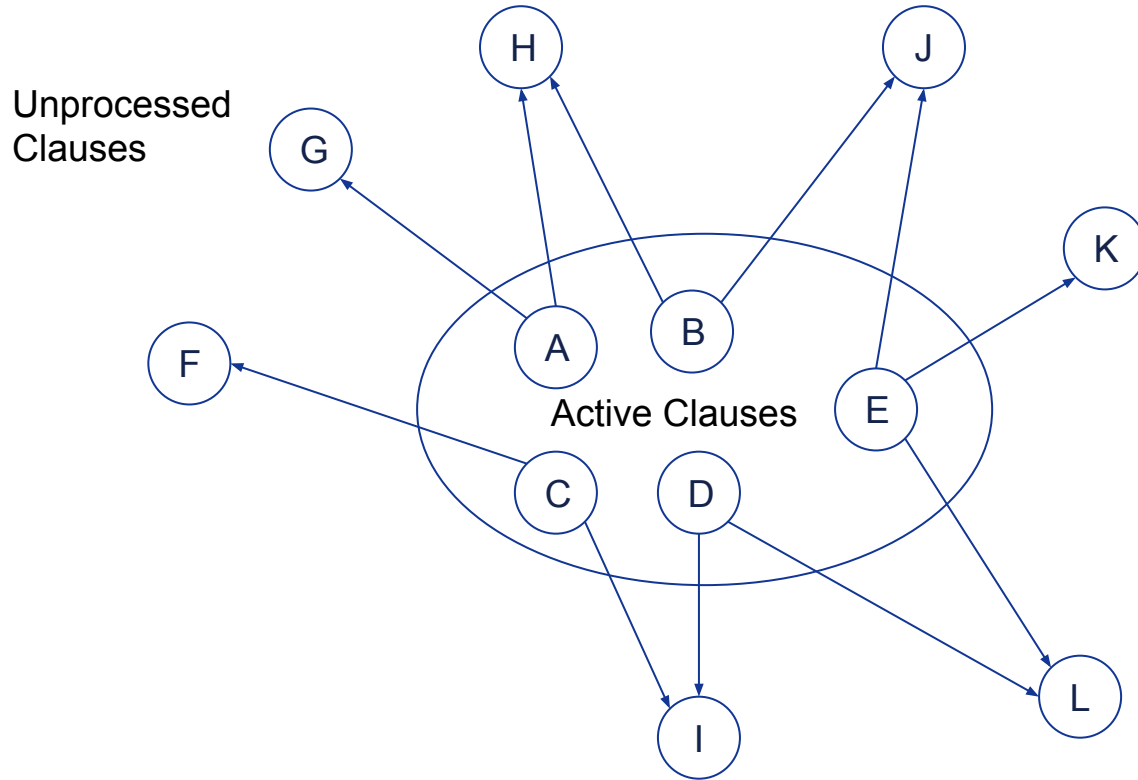 H
J
Unprocessed
Clauses
G
K
A
B
F
Active Clauses
E
C
D
L
I